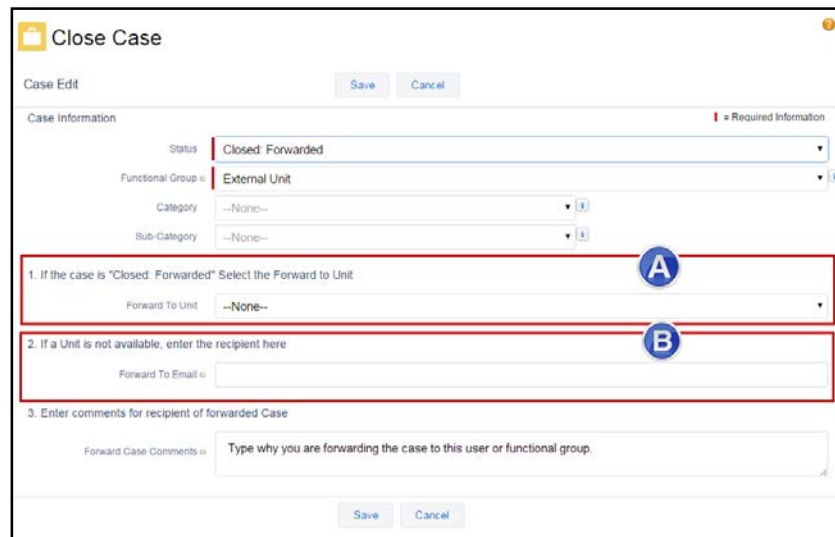 ?
Close Case
Case Edit Save Cancel
Case Information = Required Information
Status Closed: Forwarded
Functional Group External Unit
Category --None--
Sub-Category --None--
A
1. If the case is "Closed: Forwarded" Select the Forward to Unit
Forward To Unit --None--
B
2. If a Unit is not available, enter the recipient here
Forward To Email
3. Enter comments for recipient of forwarded Case
Forward Case Comments Type why you are forwarding the case to this user or functional group.
Save Cancel